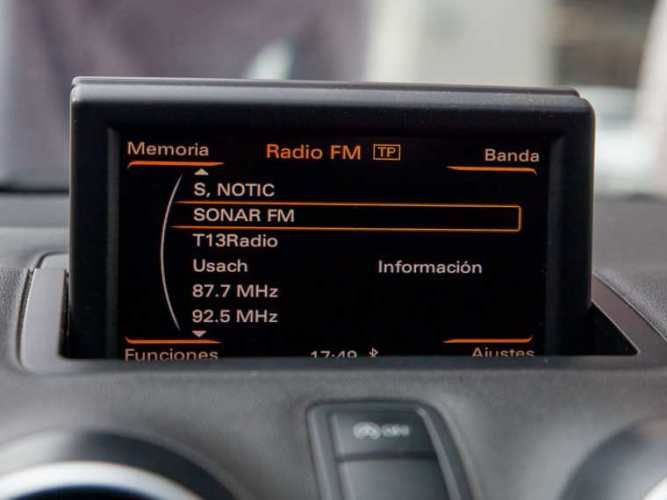 Memoria Radio FM TP Banda
S, NOTIC
SONAR FM
T13Radio
Usach Información
87.7 MHz
92.5 MHz
Funciones 17:49 Ajustes
OFF